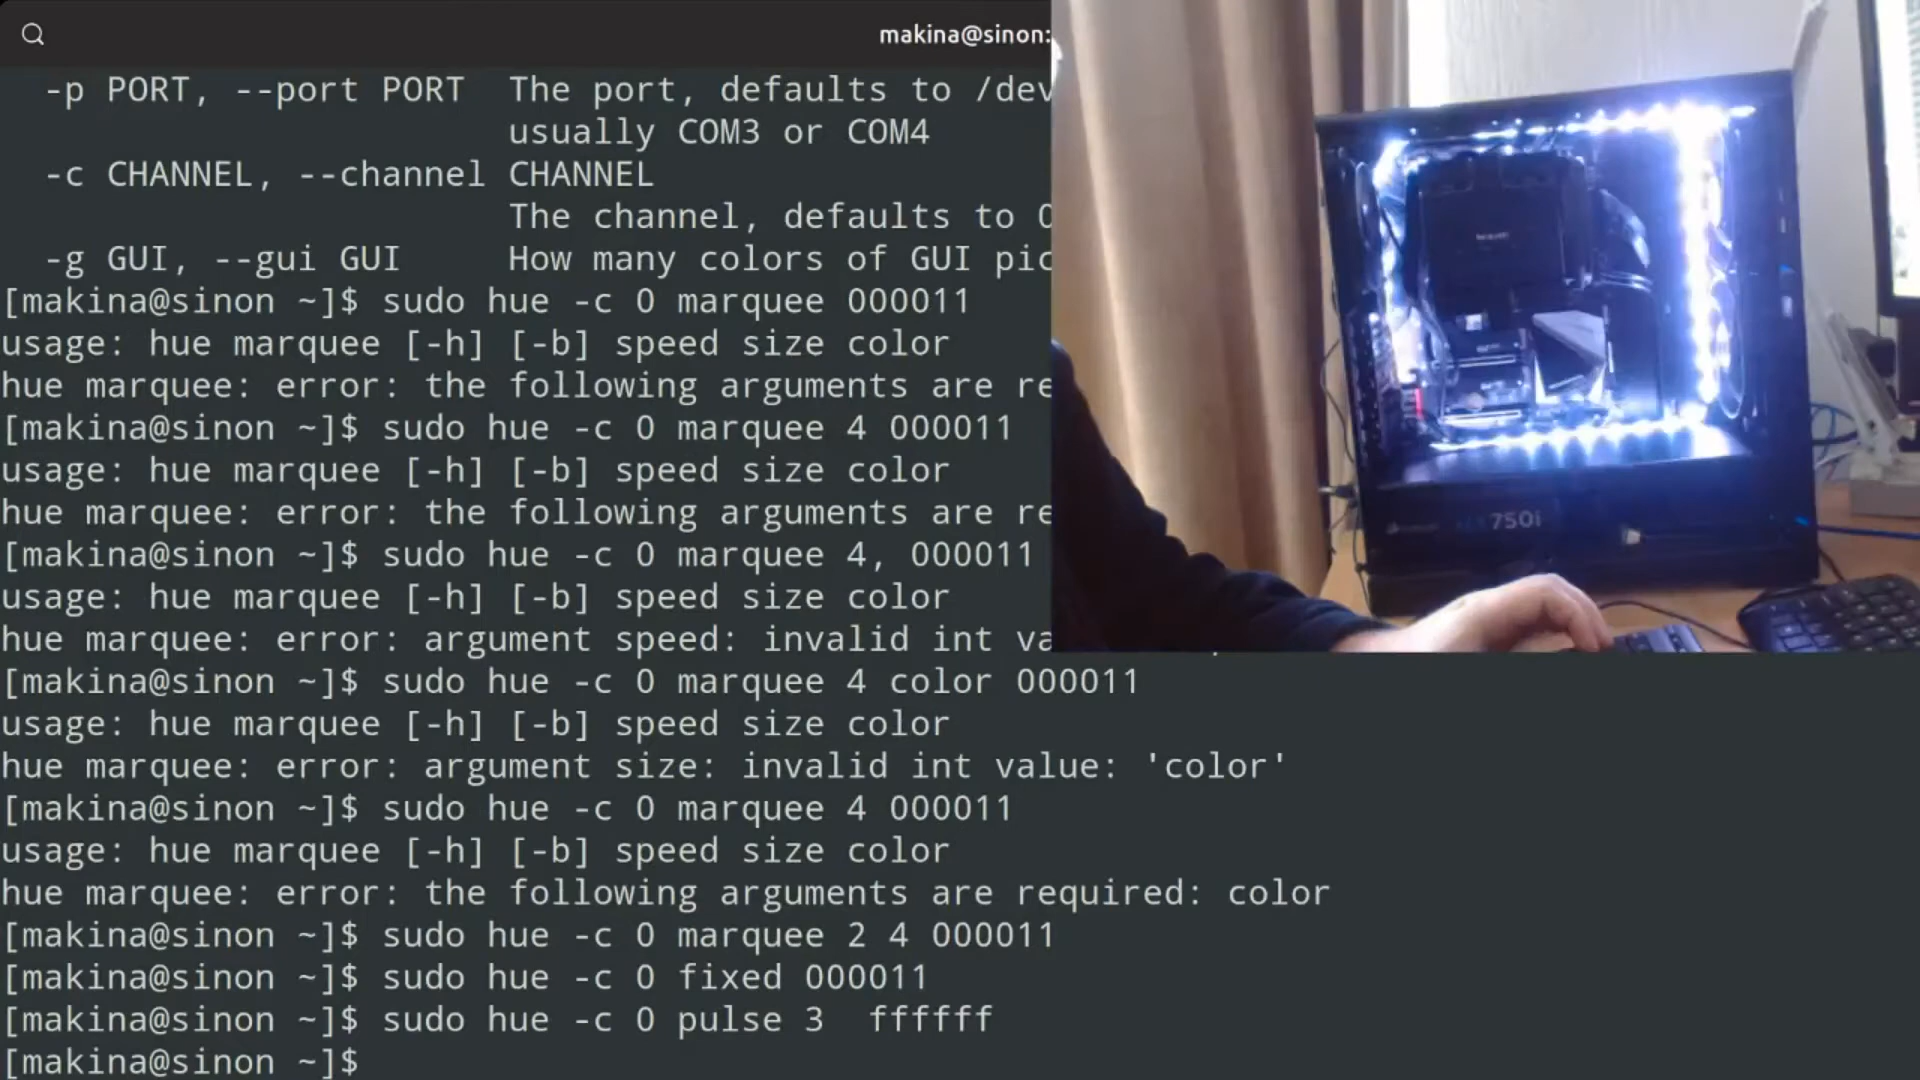 makina@sinon:
-p PORT, --port PORT  The port, defaults to /dev
usually COM3 or COM4
-c CHANNEL, --channel CHANNEL
The channel, defaults to 0
-g GUI, --gui GUI     How many colors of GUI pic
[makina@sinon ~]$ sudo hue -c 0 marquee 000011
usage: hue marquee [-h] [-b] speed size color
hue marquee: error: the following arguments are re
[makina@sinon ~]$ sudo hue -c 0 marquee 4 000011
usage: hue marquee [-h] [-b] speed size color
hue marquee: error: the following arguments are re
[makina@sinon ~]$ sudo hue -c 0 marquee 4, 000011
usage: hue marquee [-h] [-b] speed size color
hue marquee: error: argument speed: invalid int va
[makina@sinon ~]$ sudo hue -c 0 marquee 4 color 000011
usage: hue marquee [-h] [-b] speed size color
hue marquee: error: argument size: invalid int value: 'color'
[makina@sinon ~]$ sudo hue -c 0 marquee 4 000011
usage: hue marquee [-h] [-b] speed size color
hue marquee: error: the following arguments are required: color
[makina@sinon ~]$ sudo hue -c 0 marquee 2 4 000011
[makina@sinon ~]$ sudo hue -c 0 fixed 000011
[makina@sinon ~]$ sudo hue -c 0 pulse 3  ffffff
[makina@sinon ~]$
750i